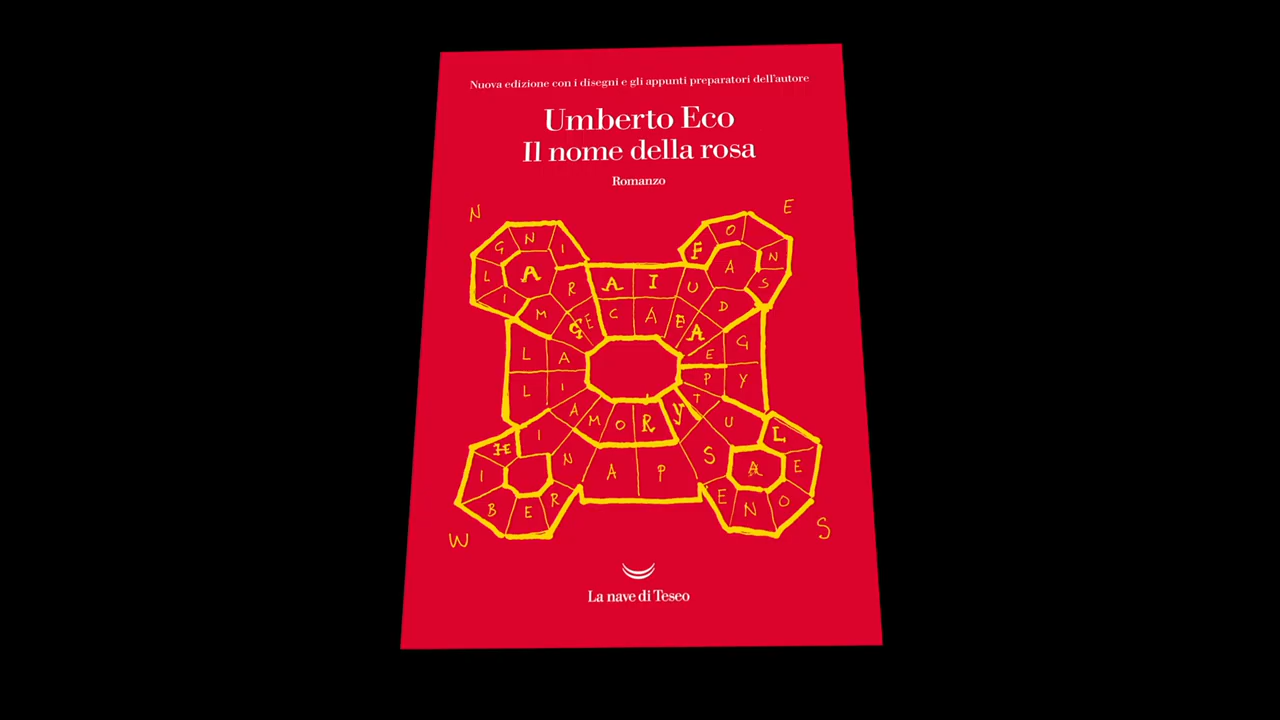 Nuova edizione con i disegni e gli appunti preparatori dell'autore
Umberto Eco
Il nome della rosa
Romanzo
N E
G N I F O
L A A N
I R A I U S
M C A D
G E E A
L A E G
L I P Y
A M O R Y T
H I U L
I N A P S A E
B E R E N O
W S
La nave di Teseo